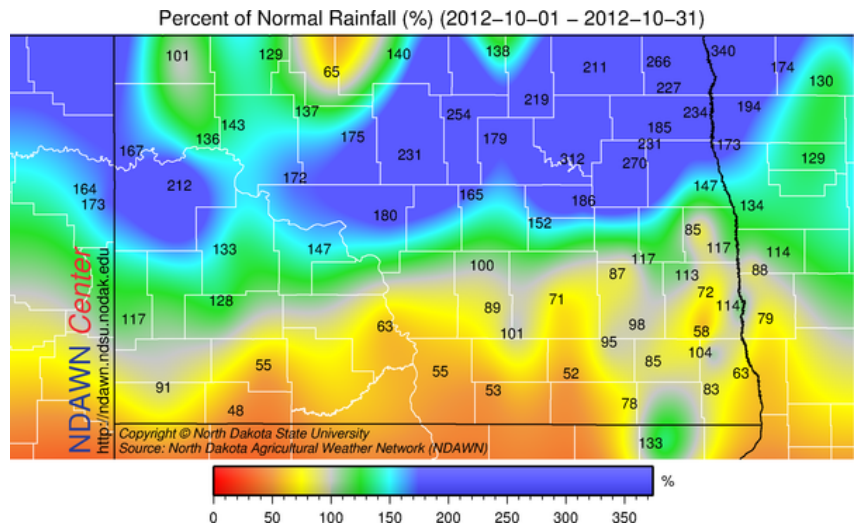 Percent of Normal Rainfall (%) (2012−10−01 − 2012−10−31)
101 129 65 140 138 211 266 340 174
227 130
137 219
143 254 234 194
136 175 179 185
167 231 231 173
312 270 129
172
164 212 165 147
173 180 186 134
152
133 147 85
117 117 114
100 87 113 88
128 71 72
117 89 114 79
63 101 98 58
95
55 55 52 85 104 63
91 53 83
48 78
133
NDAWN Center
http://ndawn.ndsu.nodak.edu
Copyright © North Dakota State University
Source: North Dakota Agricultural Weather Network (NDAWN)
%
0 50 100 150 200 250 300 350